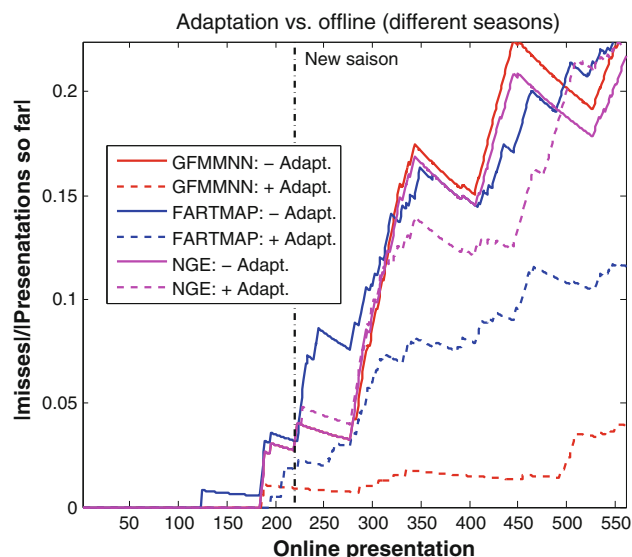 Adaptation vs. offline (different seasons)
|misses|/|Presenatations so far|
0.2
0.15
0.1
0.05
0
New saison
GFMMNN: – Adapt.
GFMMNN: + Adapt.
FARTMAP: – Adapt.
FARTMAP: + Adapt.
NGE: – Adapt.
NGE: + Adapt.
50 100 150 200 250 300 350 400 450 500 550
Online presentation